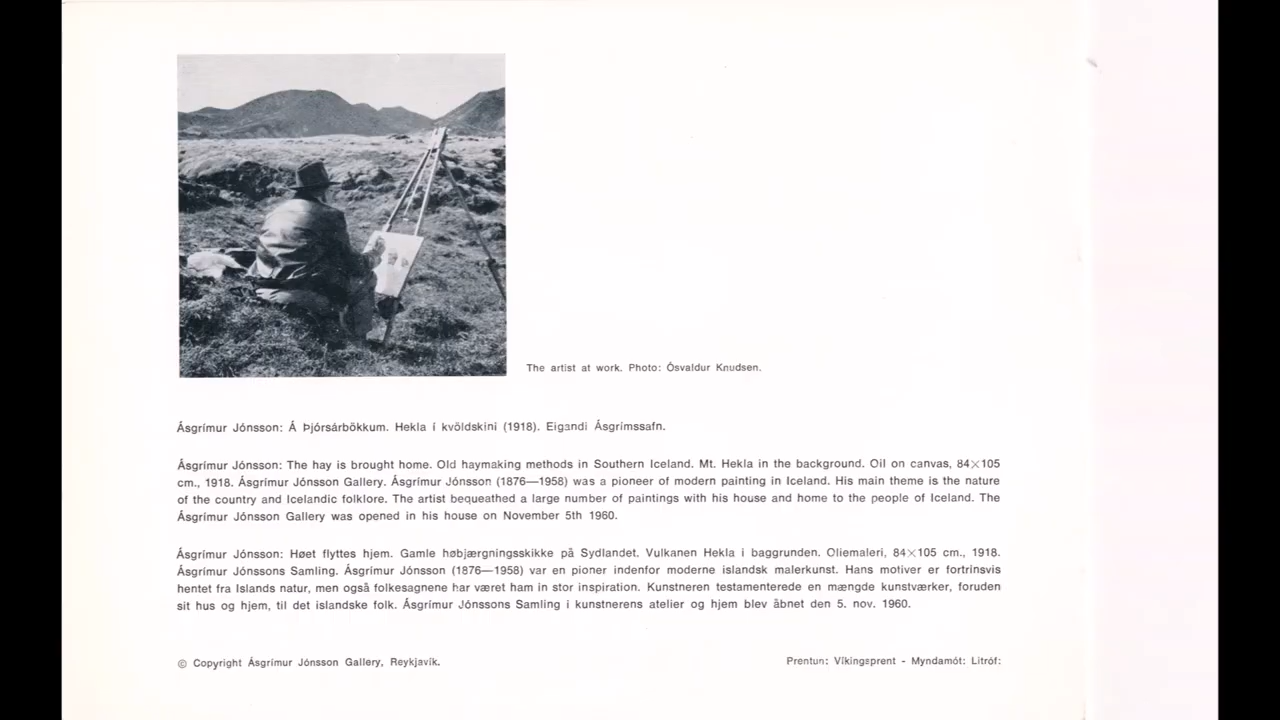 The artist at work. Photo: Ósvaldur Knudsen.
Ásgrímur Jónsson: Á Þjórsárbökkum. Hekla í kvöldskini (1918). Eigandi Ásgrímssafn.
Ásgrímur Jónsson: The hay is brought home. Old haymaking methods in Southern Iceland. Mt. Hekla in the background. Oil on canvas, 84×105
cm., 1918. Ásgrímur Jónsson Gallery. Ásgrímur Jónsson (1876—1958) was a pioneer of modern painting in Iceland. His main theme is the nature
of the country and Icelandic folklore. The artist bequeathed a large number of paintings with his house and home to the people of Iceland. The
Ásgrímur Jónsson Gallery was opened in his house on November 5th 1960.
Ásgrímur Jónsson: Høet flyttes hjem. Gamle høbjærgningsskikke på Sydlandet. Vulkanen Hekla i baggrunden. Oliemaleri, 84×105 cm., 1918.
Ásgrímur Jónssons Samling. Ásgrímur Jónsson (1876—1958) var en pioner indenfor moderne islandsk malerkunst. Hans motiver er fortrinsvis
hentet fra Islands natur, men også folkesagnene har været ham in stor inspiration. Kunstneren testamenterede en mængde kunstværker, foruden
sit hus og hjem, til det islandske folk. Ásgrímur Jónssons Samling i kunstnerens atelier og hjem blev åbnet den 5. nov. 1960.
© Copyright Ásgrímur Jónsson Gallery, Reykjavík.
Prentun: Víkingsprent - Myndamót: Litróf: